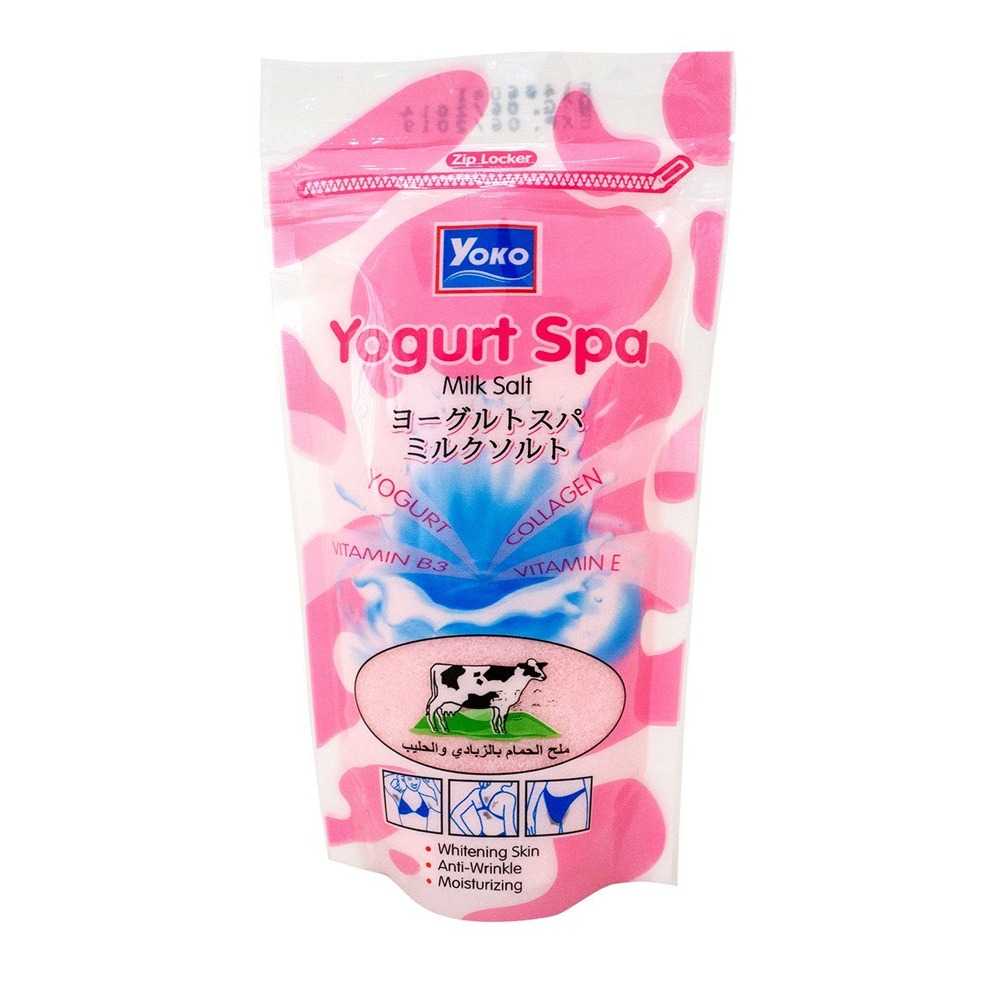 Zip Locker
YOKO
Yogurt Spa
Milk Salt
ヨーグルトスパ
ミルクソルト
YOGURT
COLLAGEN
VITAMIN B3
VITAMIN E
ملح الحمام بالزبادي والحليب
• Whitening Skin
• Anti-Wrinkle
• Moisturizing